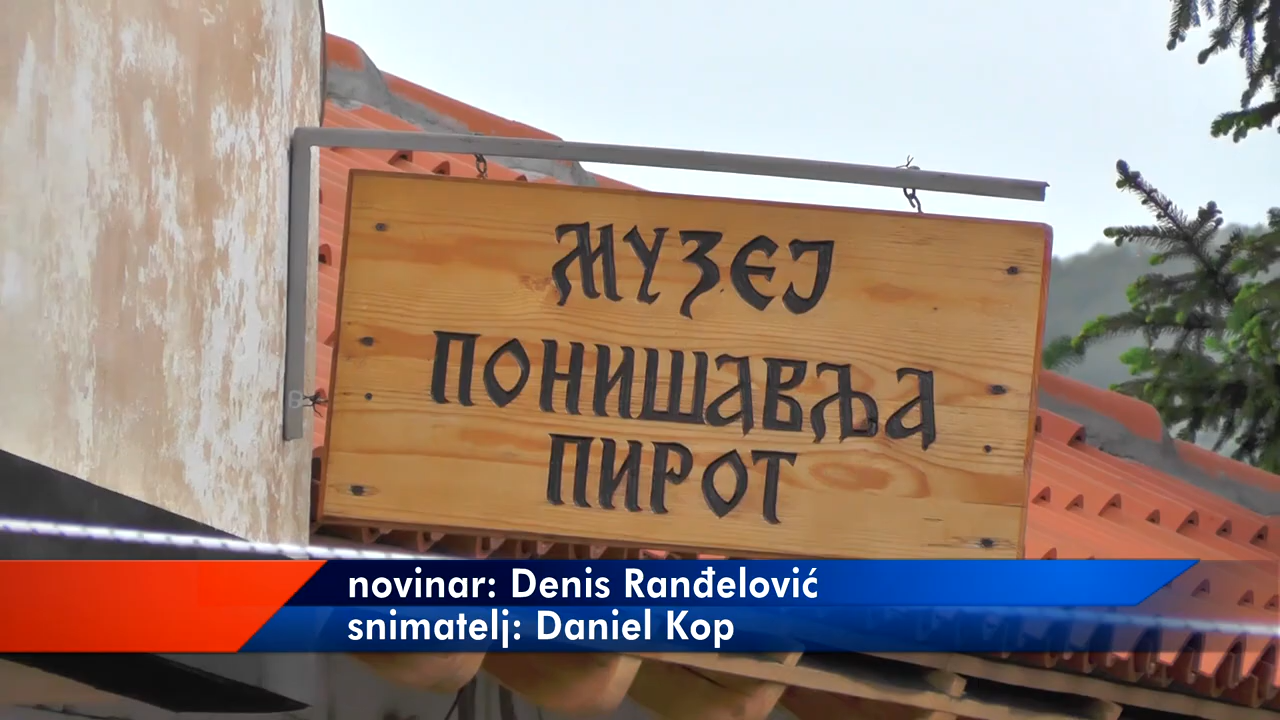 МУЗЕЈ
ПОНИШАВЉА
ПИРОТ
novinar: Denis Ranđelović
snimatelj: Daniel Kop